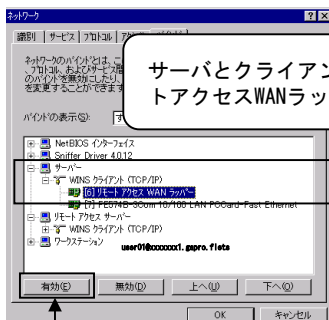 ネットワーク
識別 サービス プロトコル
ネットワークのバインドとは、こ
、プロトコル、およびサービス間
のバインドを無効にしたり、
を変更することができます
サーバとクライアン
トアクセスWANラッ
バインドの表示(S):
NetBIOS インターフェイス
Sniffer Driver 4.0.12
サーバー
WINS クライアント (TCP/IP)
[6] リモート アクセス WAN ラッパー
[7] FE574B-3Com 10/100 LAN PCCard-Fast Ethernet
リモート アクセス サーバー
WINS クライアント (TCP/IP)
ワークステーション
user01@xxxxxxx1.gspro.flets
有効(E) 無効(D) 上へ(U) 下へ(O)
OK キャンセル